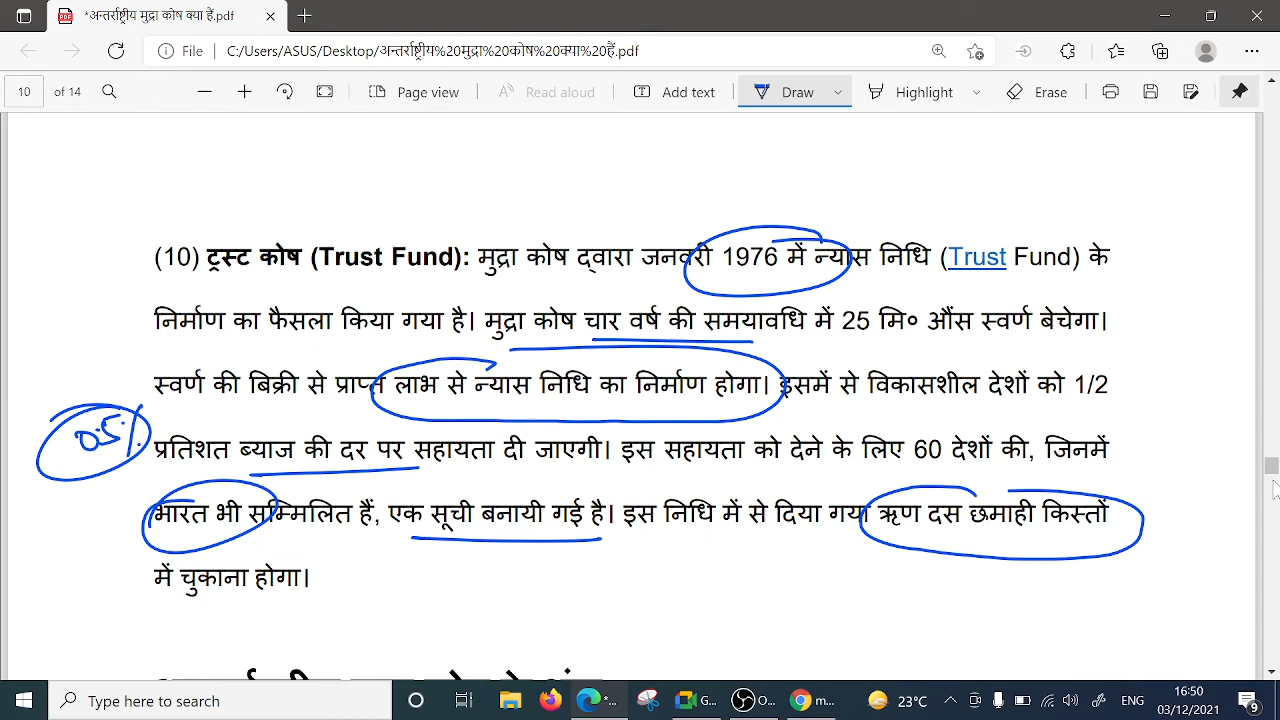 *अन्तर्राष्ट्रीय मुद्रा कोष क्या हैं.pdf
File C:/Users/ASUS/Desktop/अन्तर्राष्ट्रीय%20मुद्रा%20कोष%20क्या%20हैं.pdf
10 of 14 Page view Read aloud Add text Draw Highlight Erase
(10) ट्रस्ट कोष (Trust Fund): मुद्रा कोष द्वारा जनवरी 1976 में न्यास निधि (Trust Fund) के
निर्माण का फैसला किया गया है। मुद्रा कोष चार वर्ष की समयावधि में 25 मि० औंस स्वर्ण बेचेगा।
स्वर्ण की बिक्री से प्राप्त लाभ से न्यास निधि का निर्माण होगा। इसमें से विकासशील देशों को 1/2
0.5%
प्रतिशत ब्याज की दर पर सहायता दी जाएगी। इस सहायता को देने के लिए 60 देशों की, जिनमें
भारत भी सम्मिलित हैं, एक सूची बनायी गई है। इस निधि में से दिया गया ऋण दस छमाही किस्तों
में चुकाना होगा।
Type here to search *... G... O... m... 23°C ENG 16:50
03/12/2021 9